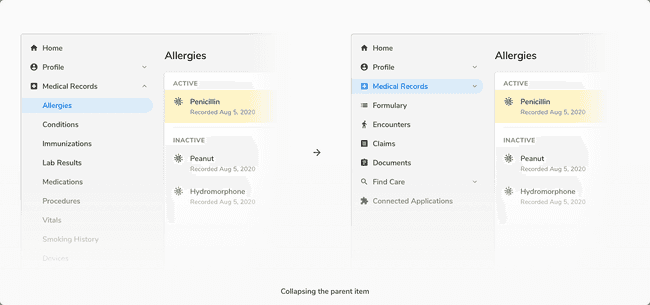 Home
Profile
Medical Records
Allergies
Conditions
Immunizations
Lab Results
Medications
Procedures
Vitals
Smoking History
Allergies
ACTIVE
Penicillin
Recorded Aug 5, 2020
INACTIVE
Peanut
Recorded Aug 5, 2020
Hydromorphone
Recorded Aug 5, 2020
Home
Profile
Medical Records
Formulary
Encounters
Claims
Documents
Find Care
Connected Applications
Allergies
ACTIVE
Penicillin
Recorded Aug 5, 2020
INACTIVE
Peanut
Recorded Aug 5, 2020
Hydromorphone
Recorded Aug 5, 2020
Collapsing the parent item